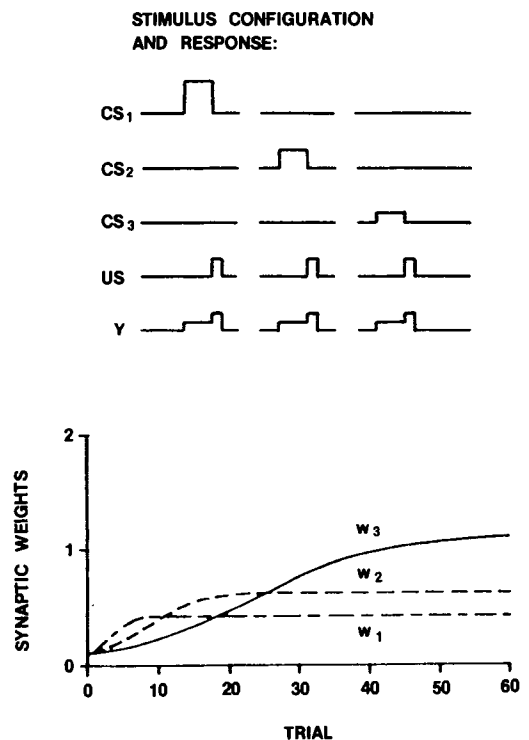 STIMULUS CONFIGURATION
AND RESPONSE:
CS1
CS2
CS3
US
Y
2
1
0
SYNAPTIC WEIGHTS
w3
w2
w1
0 10 20 30 40 50 60
TRIAL